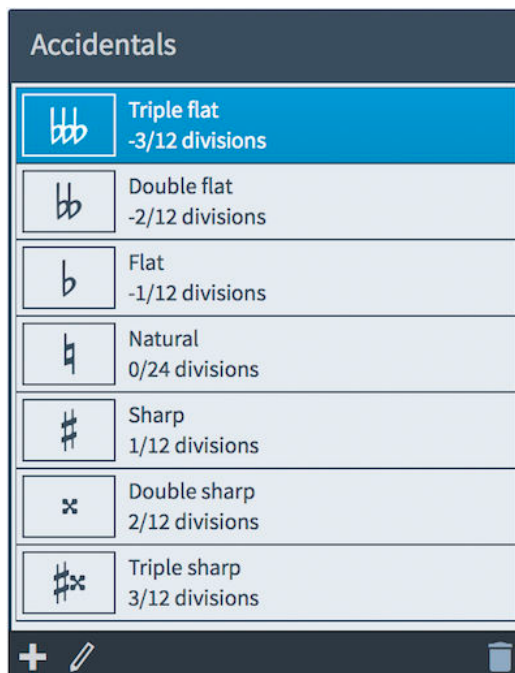 Accidentals
Triple flat
-3/12 divisions
Double flat
-2/12 divisions
Flat
-1/12 divisions
Natural
0/24 divisions
Sharp
1/12 divisions
Double sharp
2/12 divisions
Triple sharp
3/12 divisions